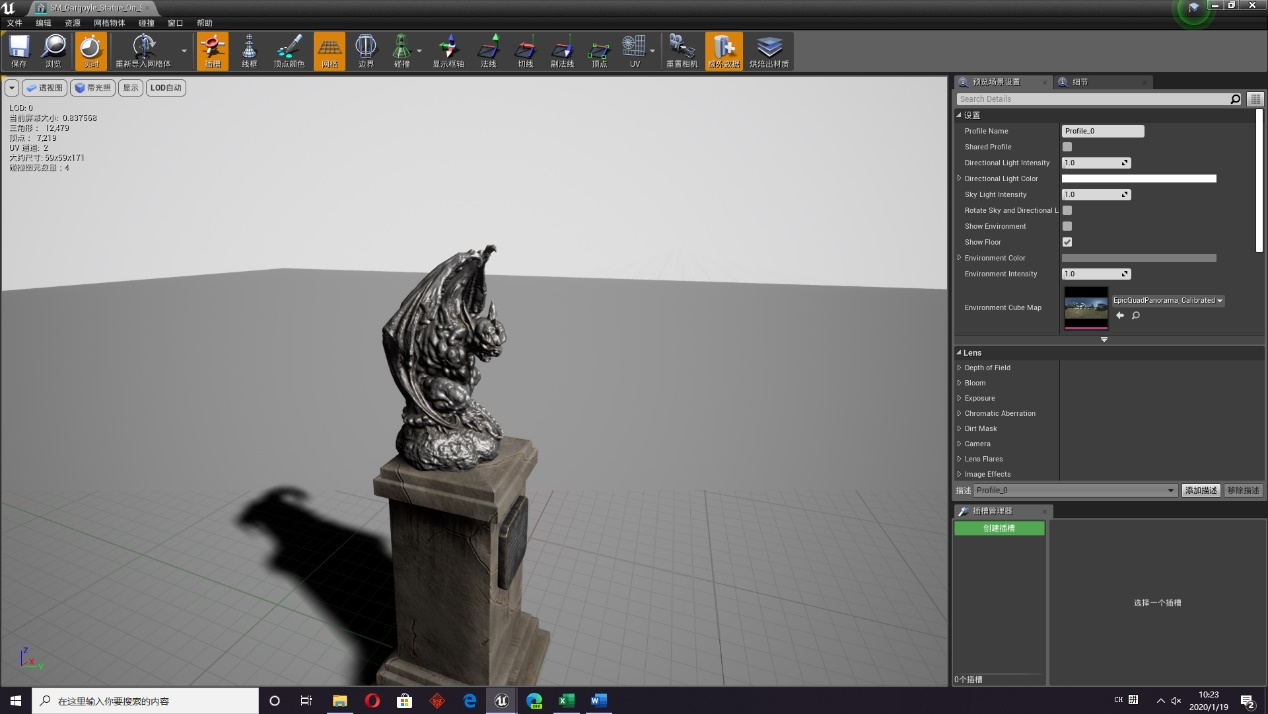 SM_Gargoyle_Statue_On_S
文件 编辑 资源 网格物体 碰撞 窗口 帮助
保存 浏览 实时 重新导入网格体 插槽 线框 顶点颜色 网格 边界 碰撞 显示枢轴 法线 切线 副法线 顶点 UV 重置相机 额外数据 烘焙出材质
透视图 带光照 显示 LOD自动
LOD: 0
当前屏幕大小: 0.837568
三角形: 12,479
顶点: 7,219
UV 通道: 2
大约尺寸: 59x59x171
碰撞图元数量: 4
Z
X
Y
预览场景设置 细节
Search Details
设置
Profile Name Profile_0
Shared Profile
Directional Light Intensity 1.0
Directional Light Color
Sky Light Intensity 1.0
Rotate Sky and Directional L
Show Environment
Show Floor
Environment Color
Environment Intensity 1.0
Environment Cube Map EpicQuadPanorama_Calibrated
Lens
Depth of Field
Bloom
Exposure
Chromatic Aberration
Dirt Mask
Camera
Lens Flares
Image Effects
描述 Profile_0 添加描述 移除描述
插槽管理器
创建插槽
选择一个插槽
0个插槽
在这里输入你要搜索的内容
CH 拼
10:23
2020/1/19
2